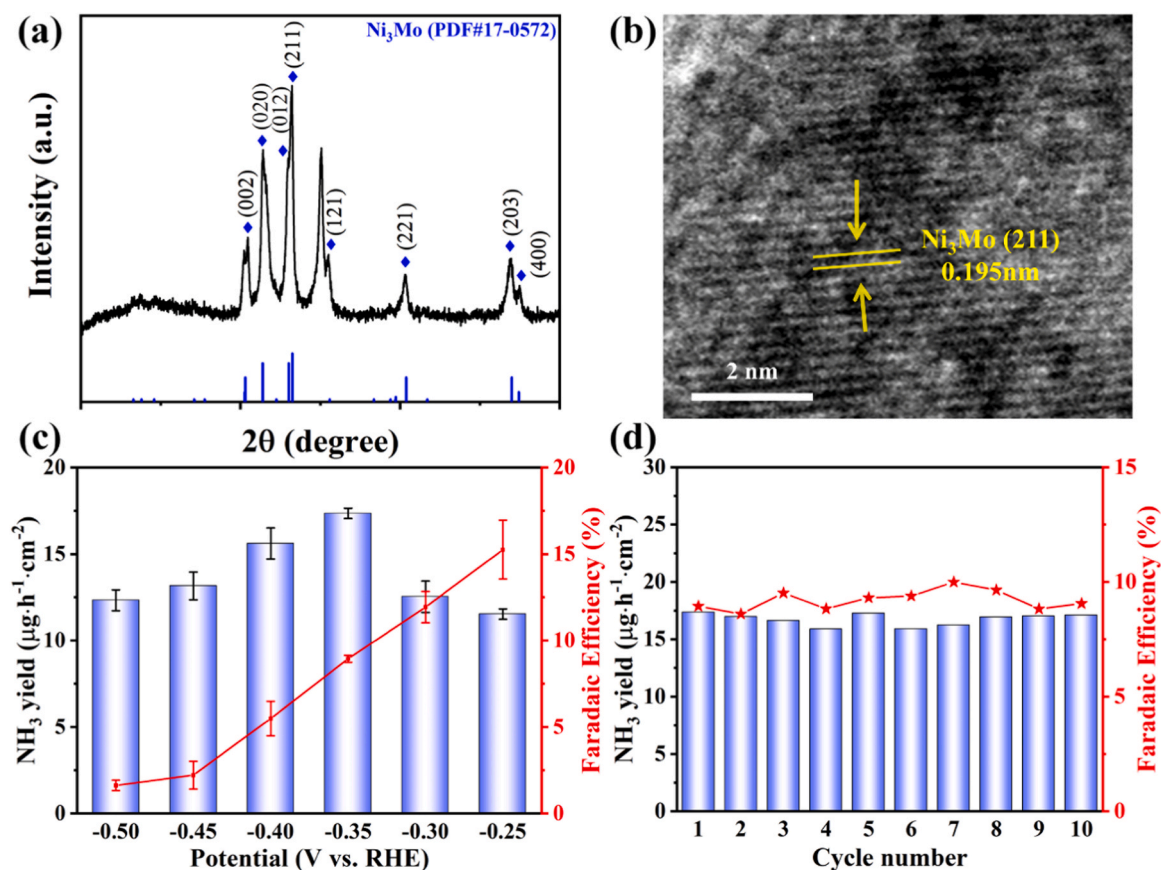 (a)
Ni₃Mo (PDF#17-0572)
(002)
(020)
(012)
(211)
(121)
(221)
(203)
(400)
Intensity (a.u.)
2θ (degree)
(b)
Ni₃Mo (211)
0.195nm
2 nm
(c)
20
15
10
5
0
NH₃ yield (μg·h⁻¹·cm⁻²)
20
15
10
5
0
Faradaic Efficiency (%)
-0.50 -0.45 -0.40 -0.35 -0.30 -0.25
Potential (V vs. RHE)
(d)
30
25
20
15
10
5
0
NH₃ yield (μg·h⁻¹·cm⁻²)
15
10
5
0
Faradaic Efficiency (%)
1 2 3 4 5 6 7 8 9 10
Cycle number